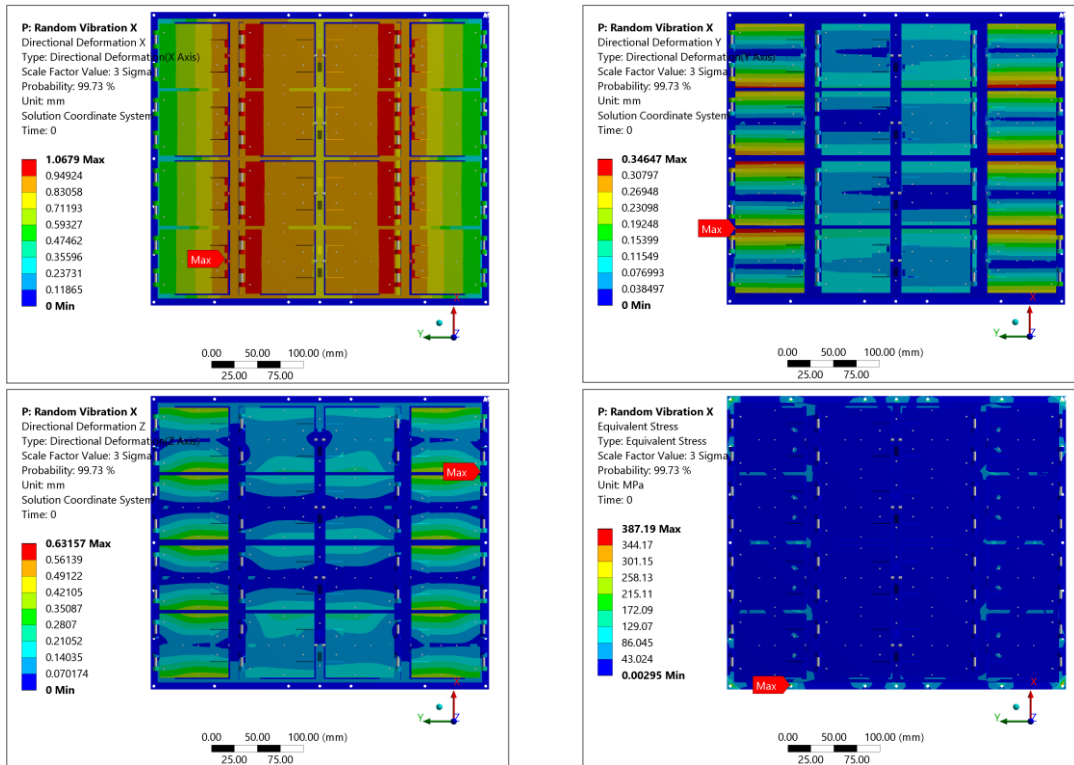 P: Random Vibration X
Directional Deformation X
Type: Directional Deformation(X Axis)
Scale Factor Value: 3 Sigma
Probability: 99.73 %
Unit: mm
Solution Coordinate System
Time: 0
1.0679 Max
0.94924
0.83058
0.71193
0.59327
0.47462
0.35596
0.23731
0.11865
0 Min
Max
X
Y
Z
0.00 50.00 100.00 (mm)
25.00 75.00
P: Random Vibration X
Directional Deformation Y
Type: Directional Deformation(Y Axis)
Scale Factor Value: 3 Sigma
Probability: 99.73 %
Unit: mm
Solution Coordinate System
Time: 0
0.34647 Max
0.30797
0.26948
0.23098
0.19248
0.15399
0.11549
0.076993
0.038497
0 Min
Max
X
Y
Z
0.00 50.00 100.00 (mm)
25.00 75.00
P: Random Vibration X
Directional Deformation Z
Type: Directional Deformation(Z Axis)
Scale Factor Value: 3 Sigma
Probability: 99.73 %
Unit: mm
Solution Coordinate System
Time: 0
0.63157 Max
0.56139
0.49122
0.42105
0.35087
0.2807
0.21052
0.14035
0.070174
0 Min
Max
X
Y
Z
0.00 50.00 100.00 (mm)
25.00 75.00
P: Random Vibration X
Equivalent Stress
Type: Equivalent Stress
Scale Factor Value: 3 Sigma
Probability: 99.73 %
Unit: MPa
Time: 0
387.19 Max
344.17
301.15
258.13
215.11
172.09
129.07
86.045
43.024
0.00295 Min
Max
X
Y
Z
0.00 50.00 100.00 (mm)
25.00 75.00